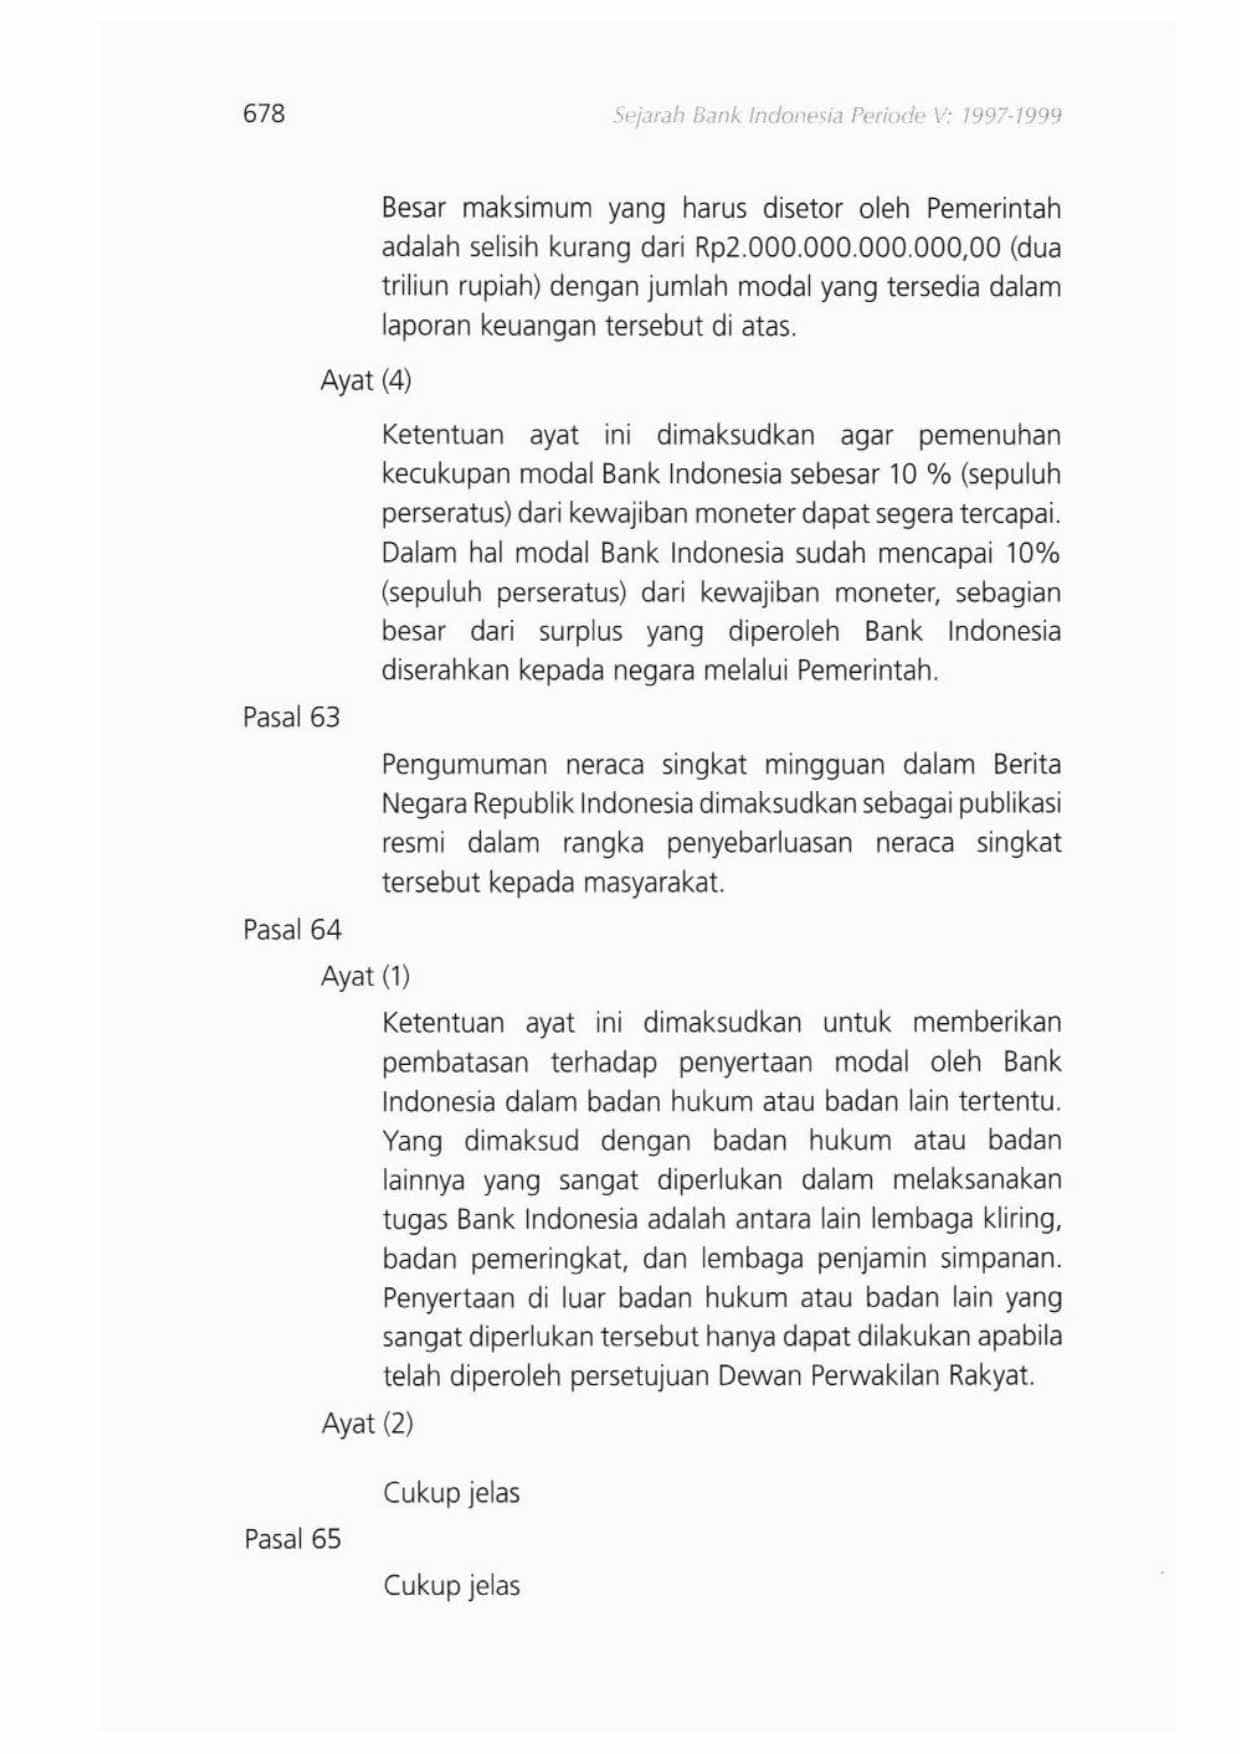 678
Sejarah Bank Indonesia Periode V: 1997-1999
Besar maksimum yang harus disetor oleh Pemerintah
adalah selisih kurang dari Rp2.000.000.000.000,00 (dua
triliun rupiah) dengan jumlah modal yang tersedia dalam
laporan keuangan tersebut di atas.
Ayat (4)
Ketentuan ayat ini dimaksudkan agar pemenuhan
kecukupan modal Bank Indonesia sebesar 10 % (sepuluh
perseratus) dari kewajiban moneter dapat segera tercapai.
Dalam hal modal Bank Indonesia sudah mencapai 10%
(sepuluh perseratus) dari kewajiban moneter, sebagian
besar dari surplus yang diperoleh Bank Indonesia
diserahkan kepada negara melalui Pemerintah.
Pasal 63
Pengumuman neraca singkat mingguan dalam Berita
Negara Republik Indonesia dimaksudkan sebagai publikasi
resmi dalam rangka penyebarluasan neraca singkat
tersebut kepada masyarakat.
Pasal 64
Ayat (1)
Ketentuan ayat ini dimaksudkan untuk memberikan
pembatasan terhadap penyertaan modal oleh Bank
Indonesia dalam badan hukum atau badan lain tertentu.
Yang dimaksud dengan badan hukum atau badan
lainnya yang sangat diperlukan dalam melaksanakan
tugas Bank Indonesia adalah antara lain lembaga kliring,
badan pemeringkat, dan lembaga penjamin simpanan.
Penyertaan di luar badan hukum atau badan lain yang
sangat diperlukan tersebut hanya dapat dilakukan apabila
telah diperoleh persetujuan Dewan Perwakilan Rakyat.
Ayat (2)
Cukup jelas
Pasal 65
Cukup jelas